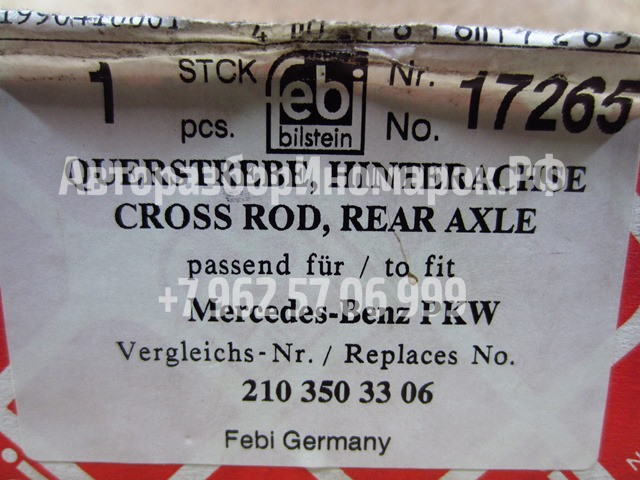 1 STCK pcs. febi bilstein Nr. No. 17265
QUERSTREBE, HINTERACHSE
АвторазборИномарок.РФ
CROSS ROD, REAR AXLE
passend für / to fit
+7 962 57 06 999
Mercedes-Benz PKW
Vergleichs-Nr. / Replaces No.
210 350 33 06
Febi Germany